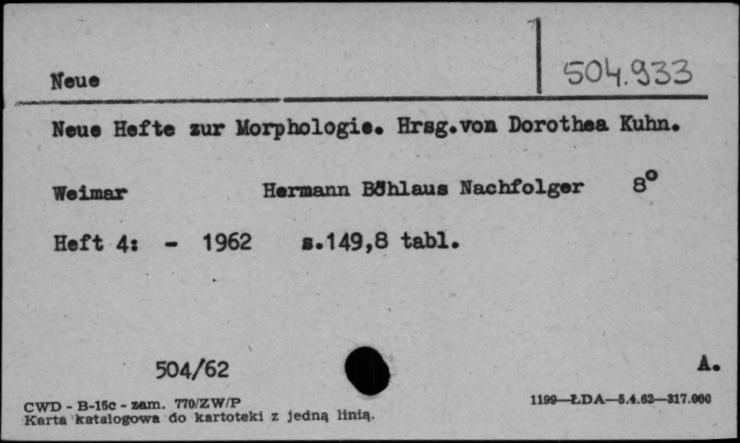 Neue
504.933
Neue Hefte zur Morphologie. Hrsg.von Dorothea Kuhn.
Weimar Hermann Böhlaus Nachfolger 8°
Heft 4: - 1962 s.149,8 tabl.
504/62
A.
CWD - B-15c - zam. 770/ZW/P
1199—ŁDA—5.4.62—317.000
Karta katalogowa do kartoteki z jedną linią.